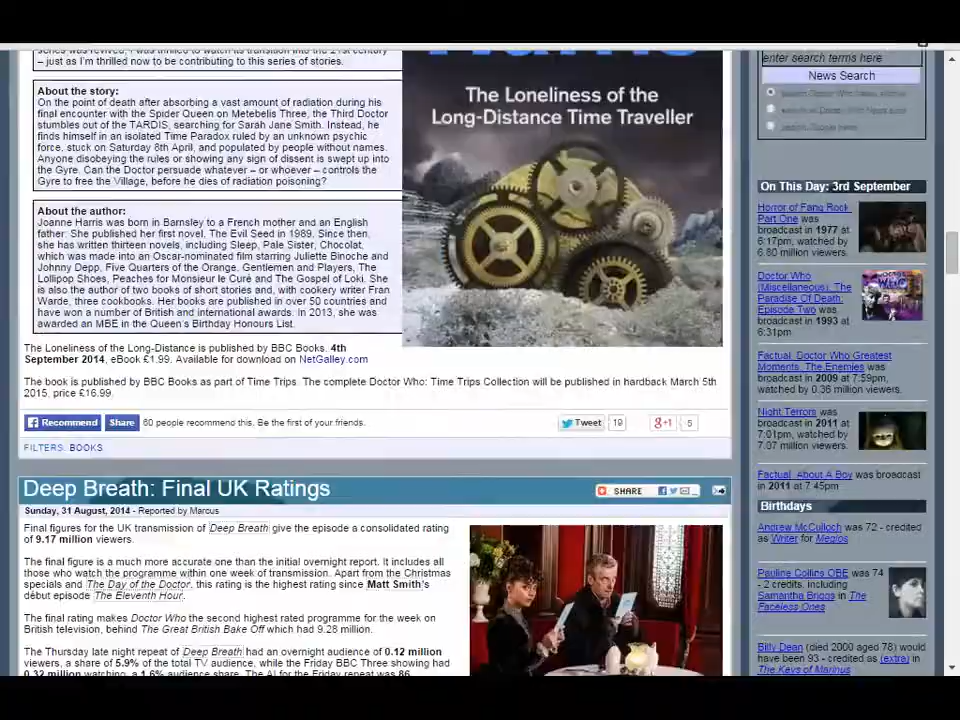 series was revived, I was thrilled to watch its transition into the 21st century
– just as I'm thrilled now to be contributing to this series of stories.
About the story:
On the point of death after absorbing a vast amount of radiation during his
final encounter with the Spider Queen on Metebelis Three, the Third Doctor
stumbles out of the TARDIS, searching for Sarah Jane Smith. Instead, he
finds himself in an isolated Time Paradox ruled by an unknown psychic
force, stuck on Saturday 8th April, and populated by people without names.
Anyone disobeying the rules or showing any sign of dissent is swept up into
the Gyre. Can the Doctor persuade whatever – or whoever – controls the
Gyre to free the Village, before he dies of radiation poisoning?
About the author:
Joanne Harris was born in Barnsley to a French mother and an English
father. She published her first novel, The Evil Seed in 1989. Since then,
she has written thirteen novels, including Sleep, Pale Sister, Chocolat,
which was made into an Oscar-nominated film starring Juliette Binoche and
Johnny Depp, Five Quarters of the Orange, Gentlemen and Players, The
Lollipop Shoes, Peaches for Monsieur le Curé and The Gospel of Loki. She
is also the author of two books of short stories and, with cookery writer Fran
Warde, three cookbooks. Her books are published in over 50 countries and
have won a number of British and international awards. In 2013, she was
awarded an MBE in the Queen's Birthday Honours List.
The Loneliness of the
Long-Distance Time Traveller
The Loneliness of the Long-Distance is published by BBC Books, 4th
September 2014, eBook £1.99. Available for download on NetGalley.com
The book is published by BBC Books as part of Time Trips. The complete Doctor Who: Time Trips Collection will be published in hardback March 5th
2015, price £16.99.
Recommend Share 60 people recommend this. Be the first of your friends. Tweet 19 g+1 5
FILTERS: BOOKS
Deep Breath: Final UK Ratings
SHARE
Sunday, 31 August, 2014 - Reported by Marcus
Final figures for the UK transmission of Deep Breath give the episode a consolidated rating
of 9.17 million viewers.
The final figure is a much more accurate one than the initial overnight report. It includes all
those who watch the programme within one week of transmission. Apart from the Christmas
specials and The Day of the Doctor, this rating is the highest rating since Matt Smith's
début episode The Eleventh Hour.
The final rating makes Doctor Who the second highest rated programme for the week on
British television, behind The Great British Bake Off which had 9.28 million.
The Thursday late night repeat of Deep Breath had an overnight audience of 0.12 million
viewers, a share of 5.9% of the total TV audience, while the Friday BBC Three showing had
0.32 million watching, a 1.6% audience share. The AI for the Friday repeat was 86.
enter search terms here
News Search
On This Day: 3rd September
Horror of Fang Rock
Part One was
broadcast in 1977 at
6:17pm, watched by
6.80 million viewers.
Doctor Who
(Miscellaneous): The
Paradise Of Death:
Episode Two was
broadcast in 1993 at
6:31pm
Factual: Doctor Who Greatest
Moments: The Enemies was
broadcast in 2009 at 7:59pm,
watched by 0.36 million viewers.
Night Terrors was
broadcast in 2011 at
7:01pm, watched by
7.07 million viewers.
Factual: About A Boy was broadcast
in 2011 at 7:45pm
Birthdays
Andrew McCulloch was 72 - credited
as Writer for Meglos
Pauline Collins OBE was 74
- 2 credits, including
Samantha Briggs in The
Faceless Ones
Billy Dean (died 2000 aged 78) would
have been 93 - credited as (extra) in
The Keys of Marinus